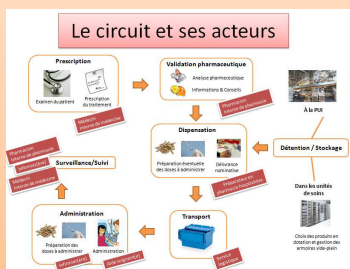 Le circuit et ses acteurs
Prescription
Examen du patient
Prescription
du traitement
Médecin
Interne de médecine
Validation pharmaceutique
Analyse pharmaceutique
Informations & Conseils
Pharmacien
Interne de pharmacie
Dispensation
Préparation éventuelle
des doses à administrer
Délivrance
nominative
Préparateur en
pharmacie hospitalière
À la PUI
Détention / Stockage
Dans les unités
de soins
Choix des produits en
dotation et gestion des
armoires vide-plein
Transport
Service
logistique
Administration
Préparation des
doses à administrer
Administration
Infirmier(ère)
Aide soignant(e)
Surveillance/Suivi
Pharmacien
Interne de pharmacie
Infirmier(ère)
Médecin
Interne de médecine